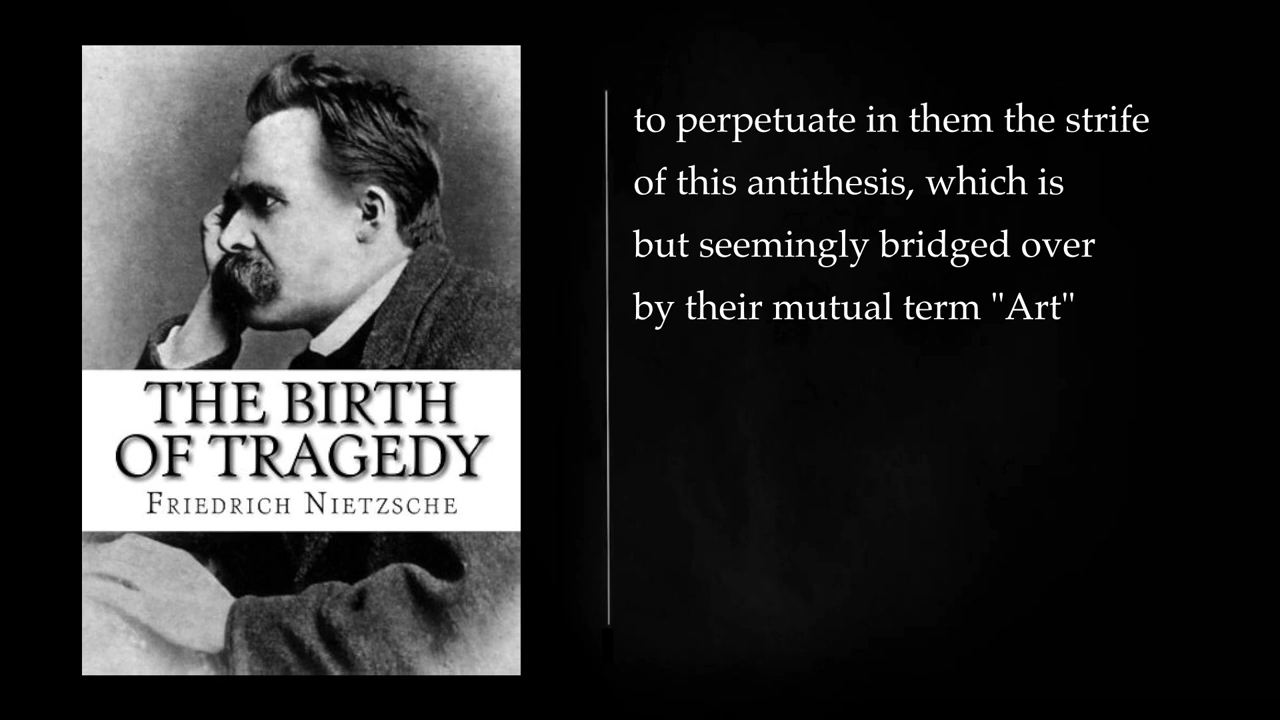 THE BIRTH
OF TRAGEDY
FRIEDRICH NIETZSCHE
to perpetuate in them the strife
of this antithesis, which is
but seemingly bridged over
by their mutual term "Art"